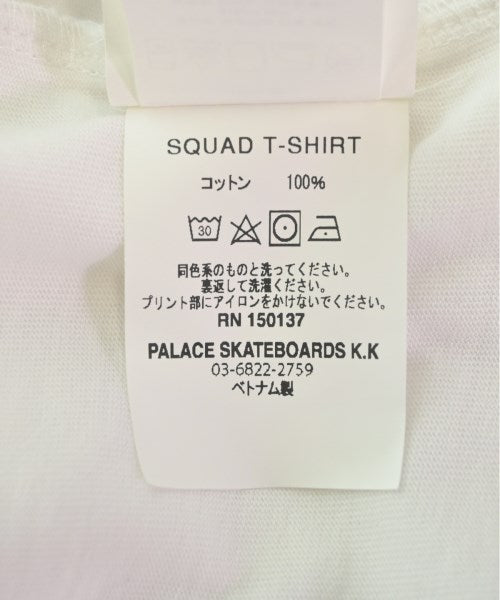 SQUAD T-SHIRT
コットン 100%
30
同色系のものと洗ってください。
裏返して洗濯ください。
プリント部にアイロンをかけないでください。
RN 150137
PALACE SKATEBOARDS K.K
03-6822-2759
ベトナム製